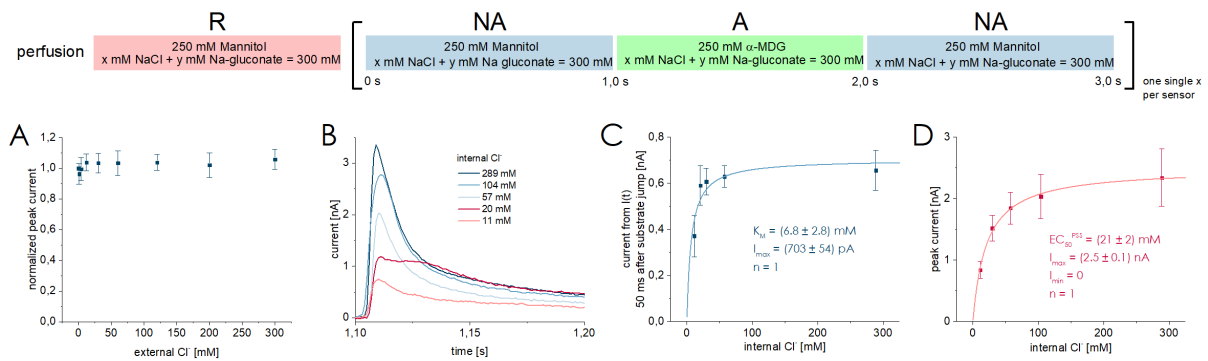 R
NA
A
NA
perfusion
250 mM Mannitol
x mM NaCl + y mM Na-gluconate = 300 mM
250 mM Mannitol
x mM NaCl + y mM Na gluconate = 300 mM
250 mM α-MDG
x mM NaCl + y mM Na-gluconate = 300 mM
250 mM Mannitol
x mM NaCl + y mM Na-gluconate = 300 mM
0 s
1,0 s
2,0 s
3,0 s
one single x
per sensor
A
normalized peak current
1,2
1,0
0,8
0,6
0,4
0,2
0,0
0
50
100
150
200
250
300
external Cl⁻ [mM]
B
current [nA]
3
2
1
0
internal Cl⁻
289 mM
104 mM
57 mM
20 mM
11 mM
1,10
1,15
1,20
time [s]
C
current from I(t)
50 ms after substrate jump [nA]
0,8
0,6
0,4
0,2
0,0
K_M = (6.8 ± 2.8) mM
I_max = (703 ± 54) pA
n = 1
0
100
200
300
internal Cl⁻ [mM]
D
peak current [nA]
3
2
1
0
EC₅₀^PSS = (21 ± 2) mM
I_max = (2.5 ± 0.1) nA
I_min = 0
n = 1
0
100
200
300
internal Cl⁻ [mM]